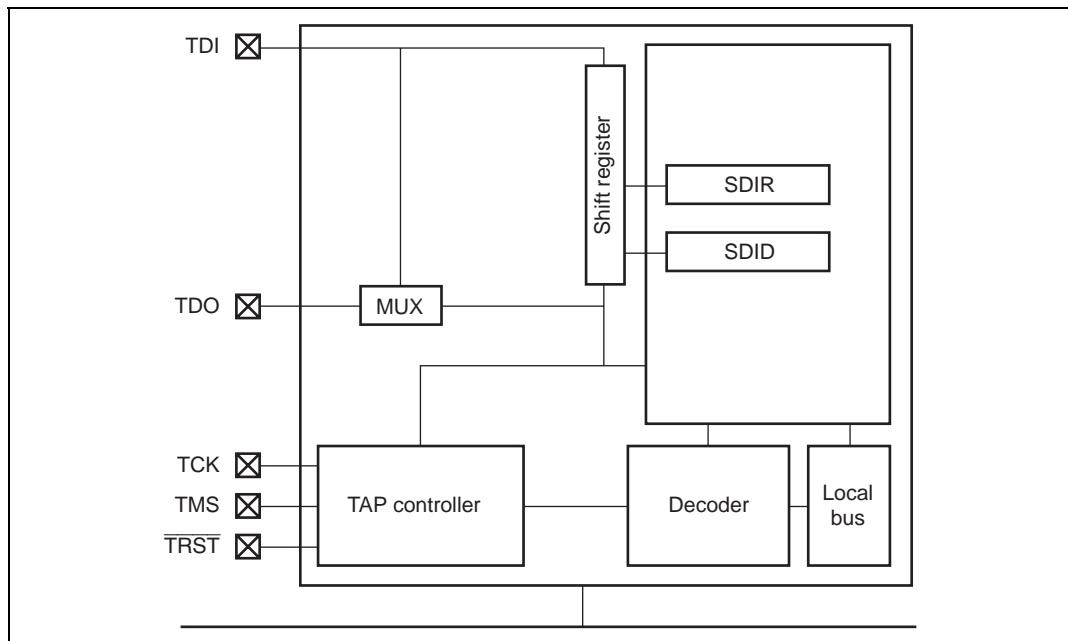 TDI
Shift register
SDIR
SDID
TDO
MUX
TCK
TMS
TRST
TAP controller
Decoder
Local
bus